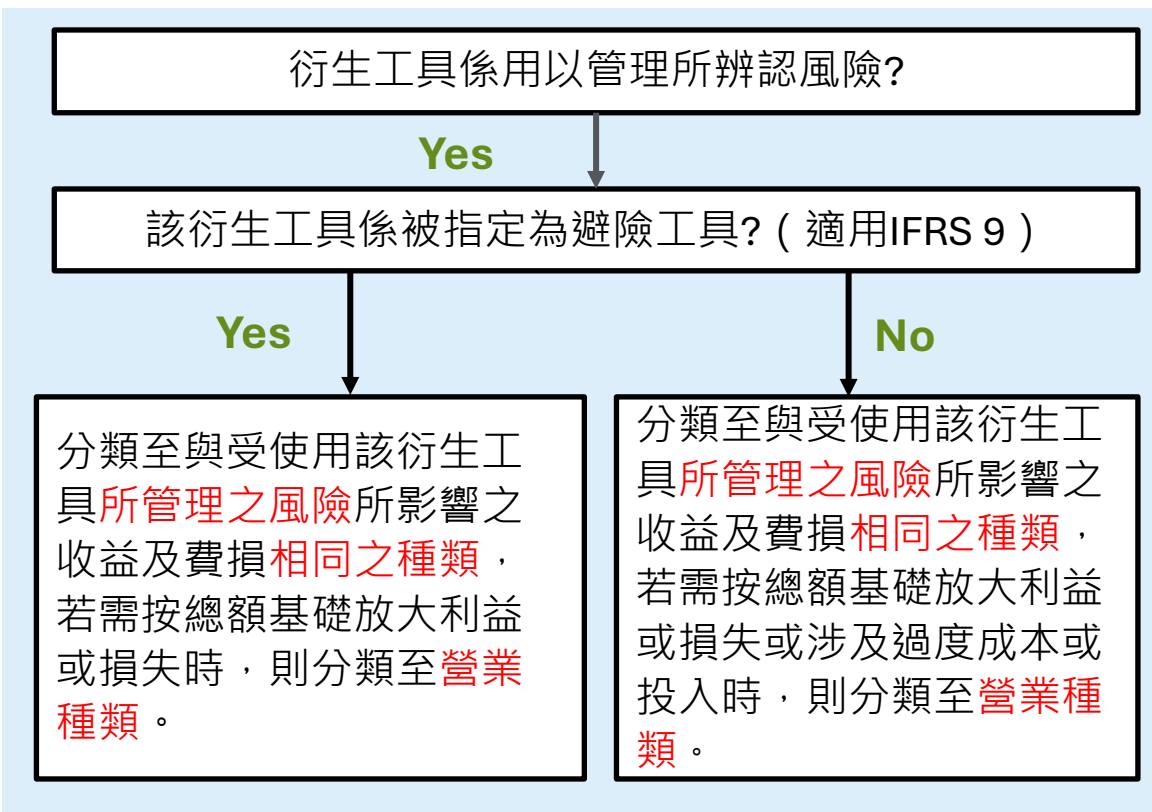 衍生工具係用以管理所辨認風險?
Yes
該衍生工具係被指定為避險工具?（適用IFRS 9）
Yes
No
分類至與受使用該衍生工
具所管理之風險所影響之
收益及費損相同之種類，
若需按總額基礎放大利益
或損失時，則分類至營業
種類。
分類至與受使用該衍生工
具所管理之風險所影響之
收益及費損相同之種類，
若需按總額基礎放大利益
或損失或涉及過度成本或
投入時，則分類至營業種
類。